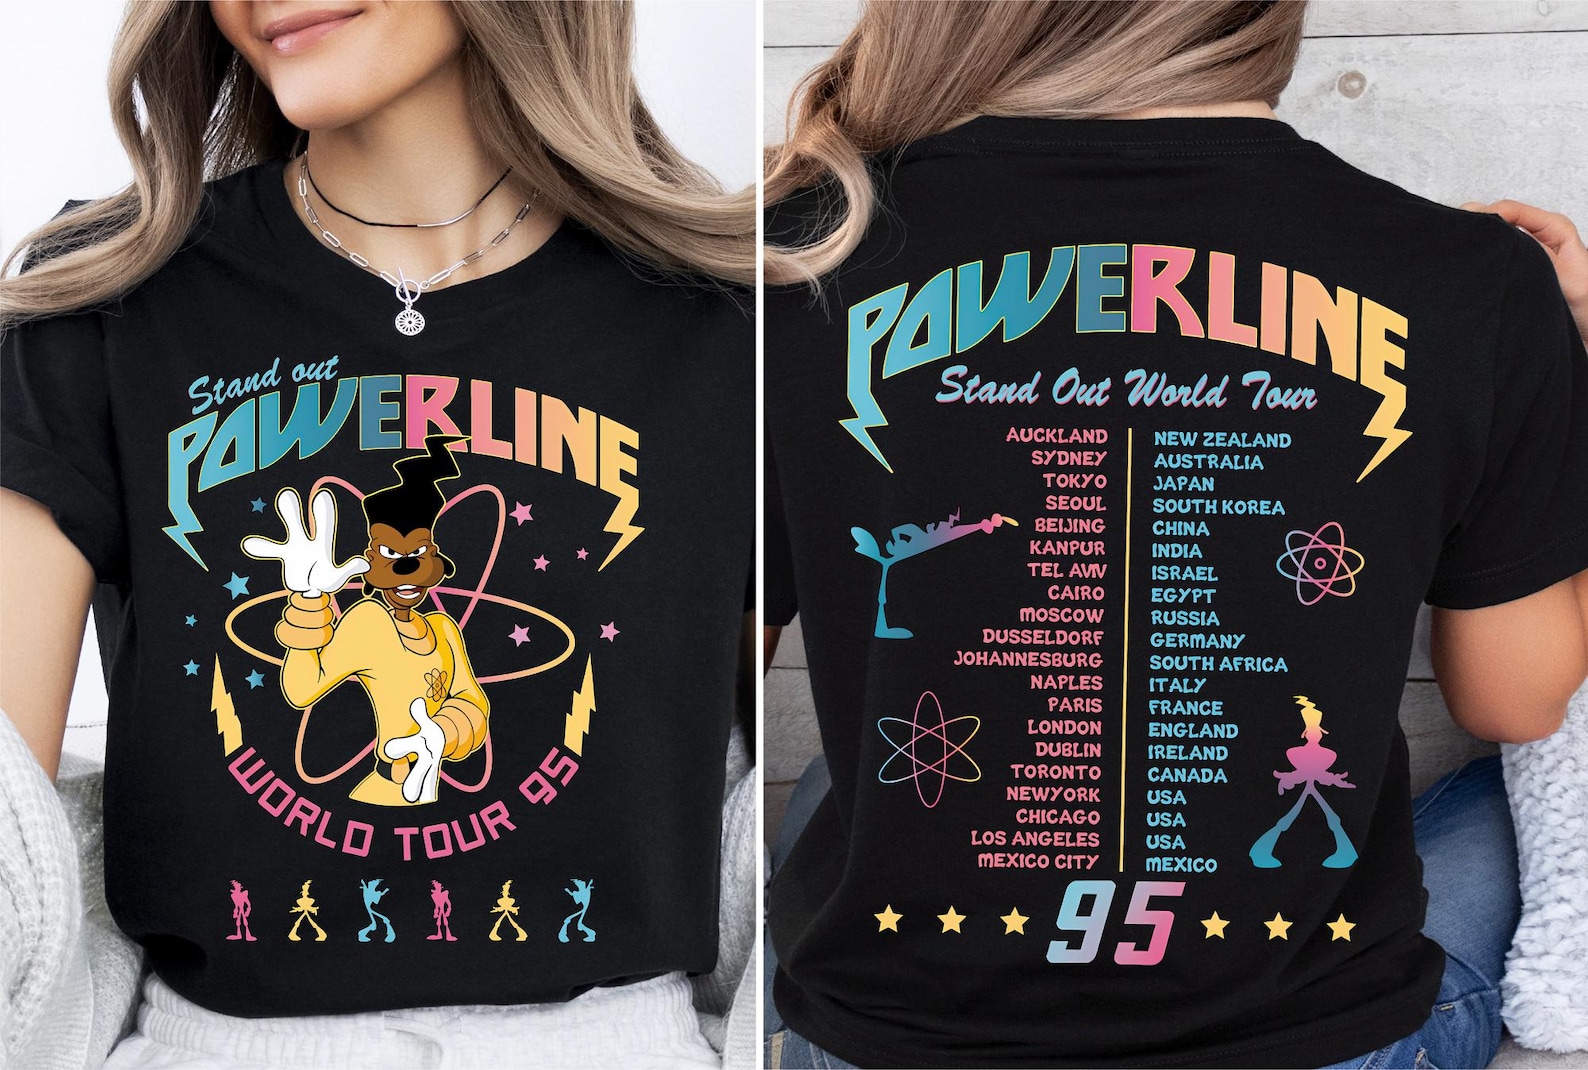 Stand out
POWERLINE
WORLD TOUR 95
POWERLINE
Stand Out World Tour
AUCKLAND NEW ZEALAND
SYDNEY AUSTRALIA
TOKYO JAPAN
SEOUL SOUTH KOREA
BEIJING CHINA
KANPUR INDIA
TEL AVIV ISRAEL
CAIRO EGYPT
MOSCOW RUSSIA
DUSSELDORF GERMANY
JOHANNESBURG SOUTH AFRICA
NAPLES ITALY
PARIS FRANCE
LONDON ENGLAND
DUBLIN IRELAND
TORONTO CANADA
NEWYORK USA
CHICAGO USA
LOS ANGELES USA
MEXICO CITY MEXICO
95